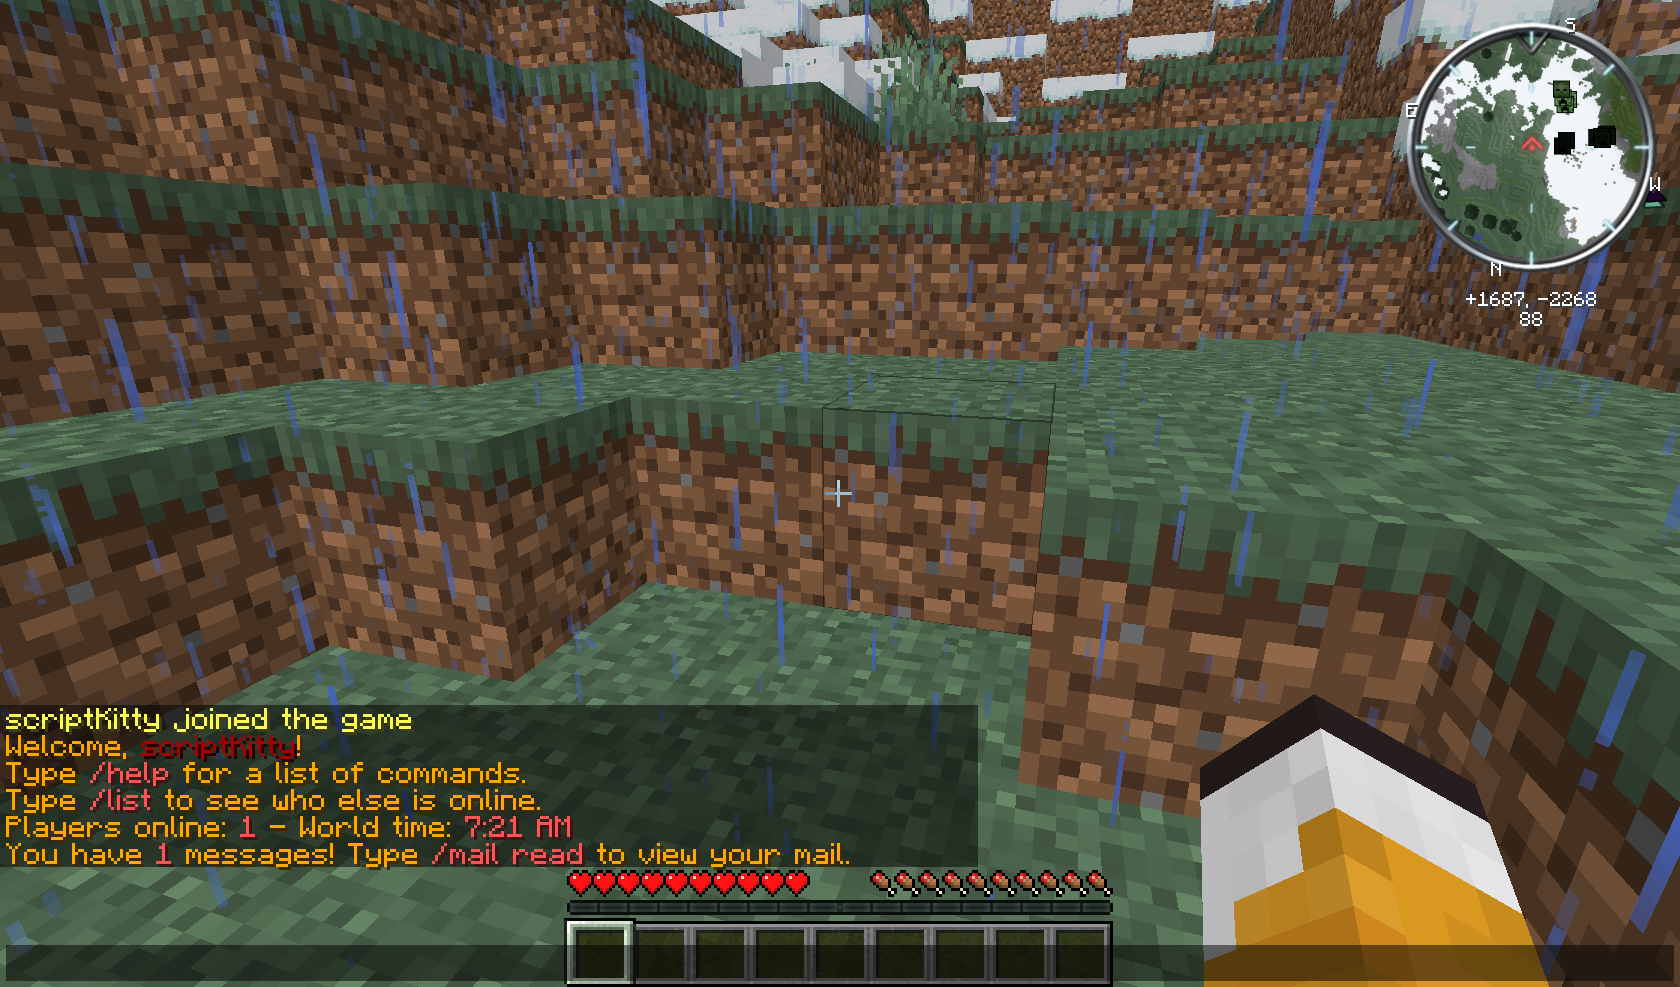 S
E
W
N
+1687, -2268
88
scriptKitty joined the game
Welcome, scriptKitty!
Type /help for a list of commands.
Type /list to see who else is online.
Players online: 1 - World time: 7:21 AM
You have 1 messages! Type /mail read to view your mail.